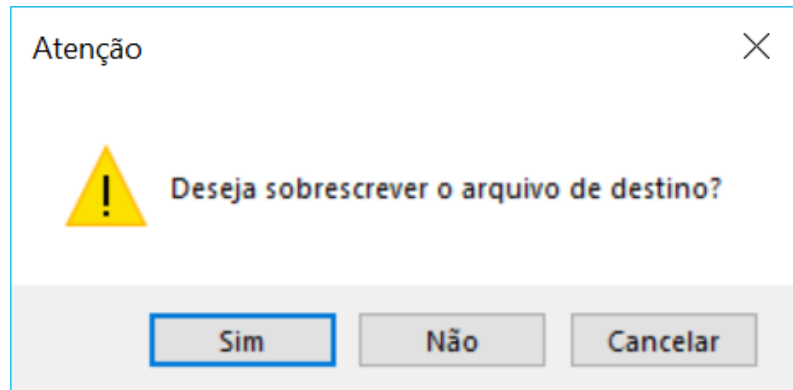 Atenção
Deseja sobrescrever o arquivo de destino?
Sim Não Cancelar